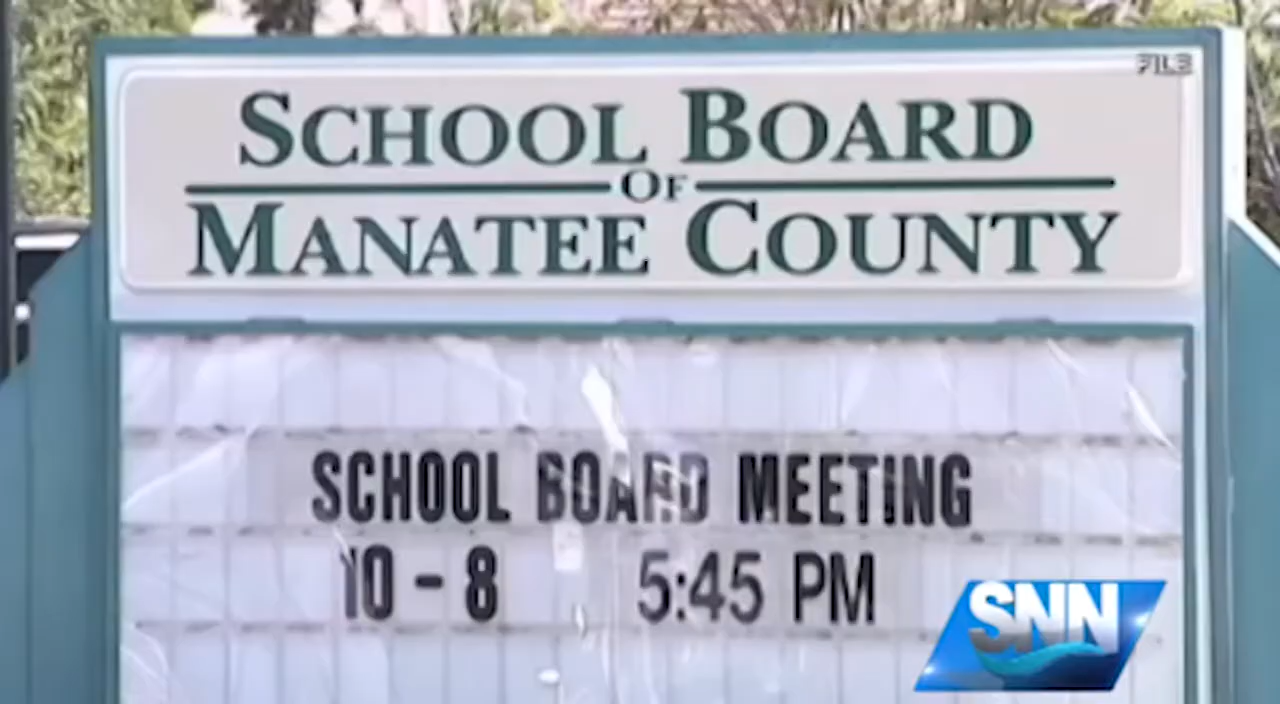 FILE
SCHOOL BOARD
OF
MANATEE COUNTY
SCHOOL BOARD MEETING
10-8 5:45 PM
SNN